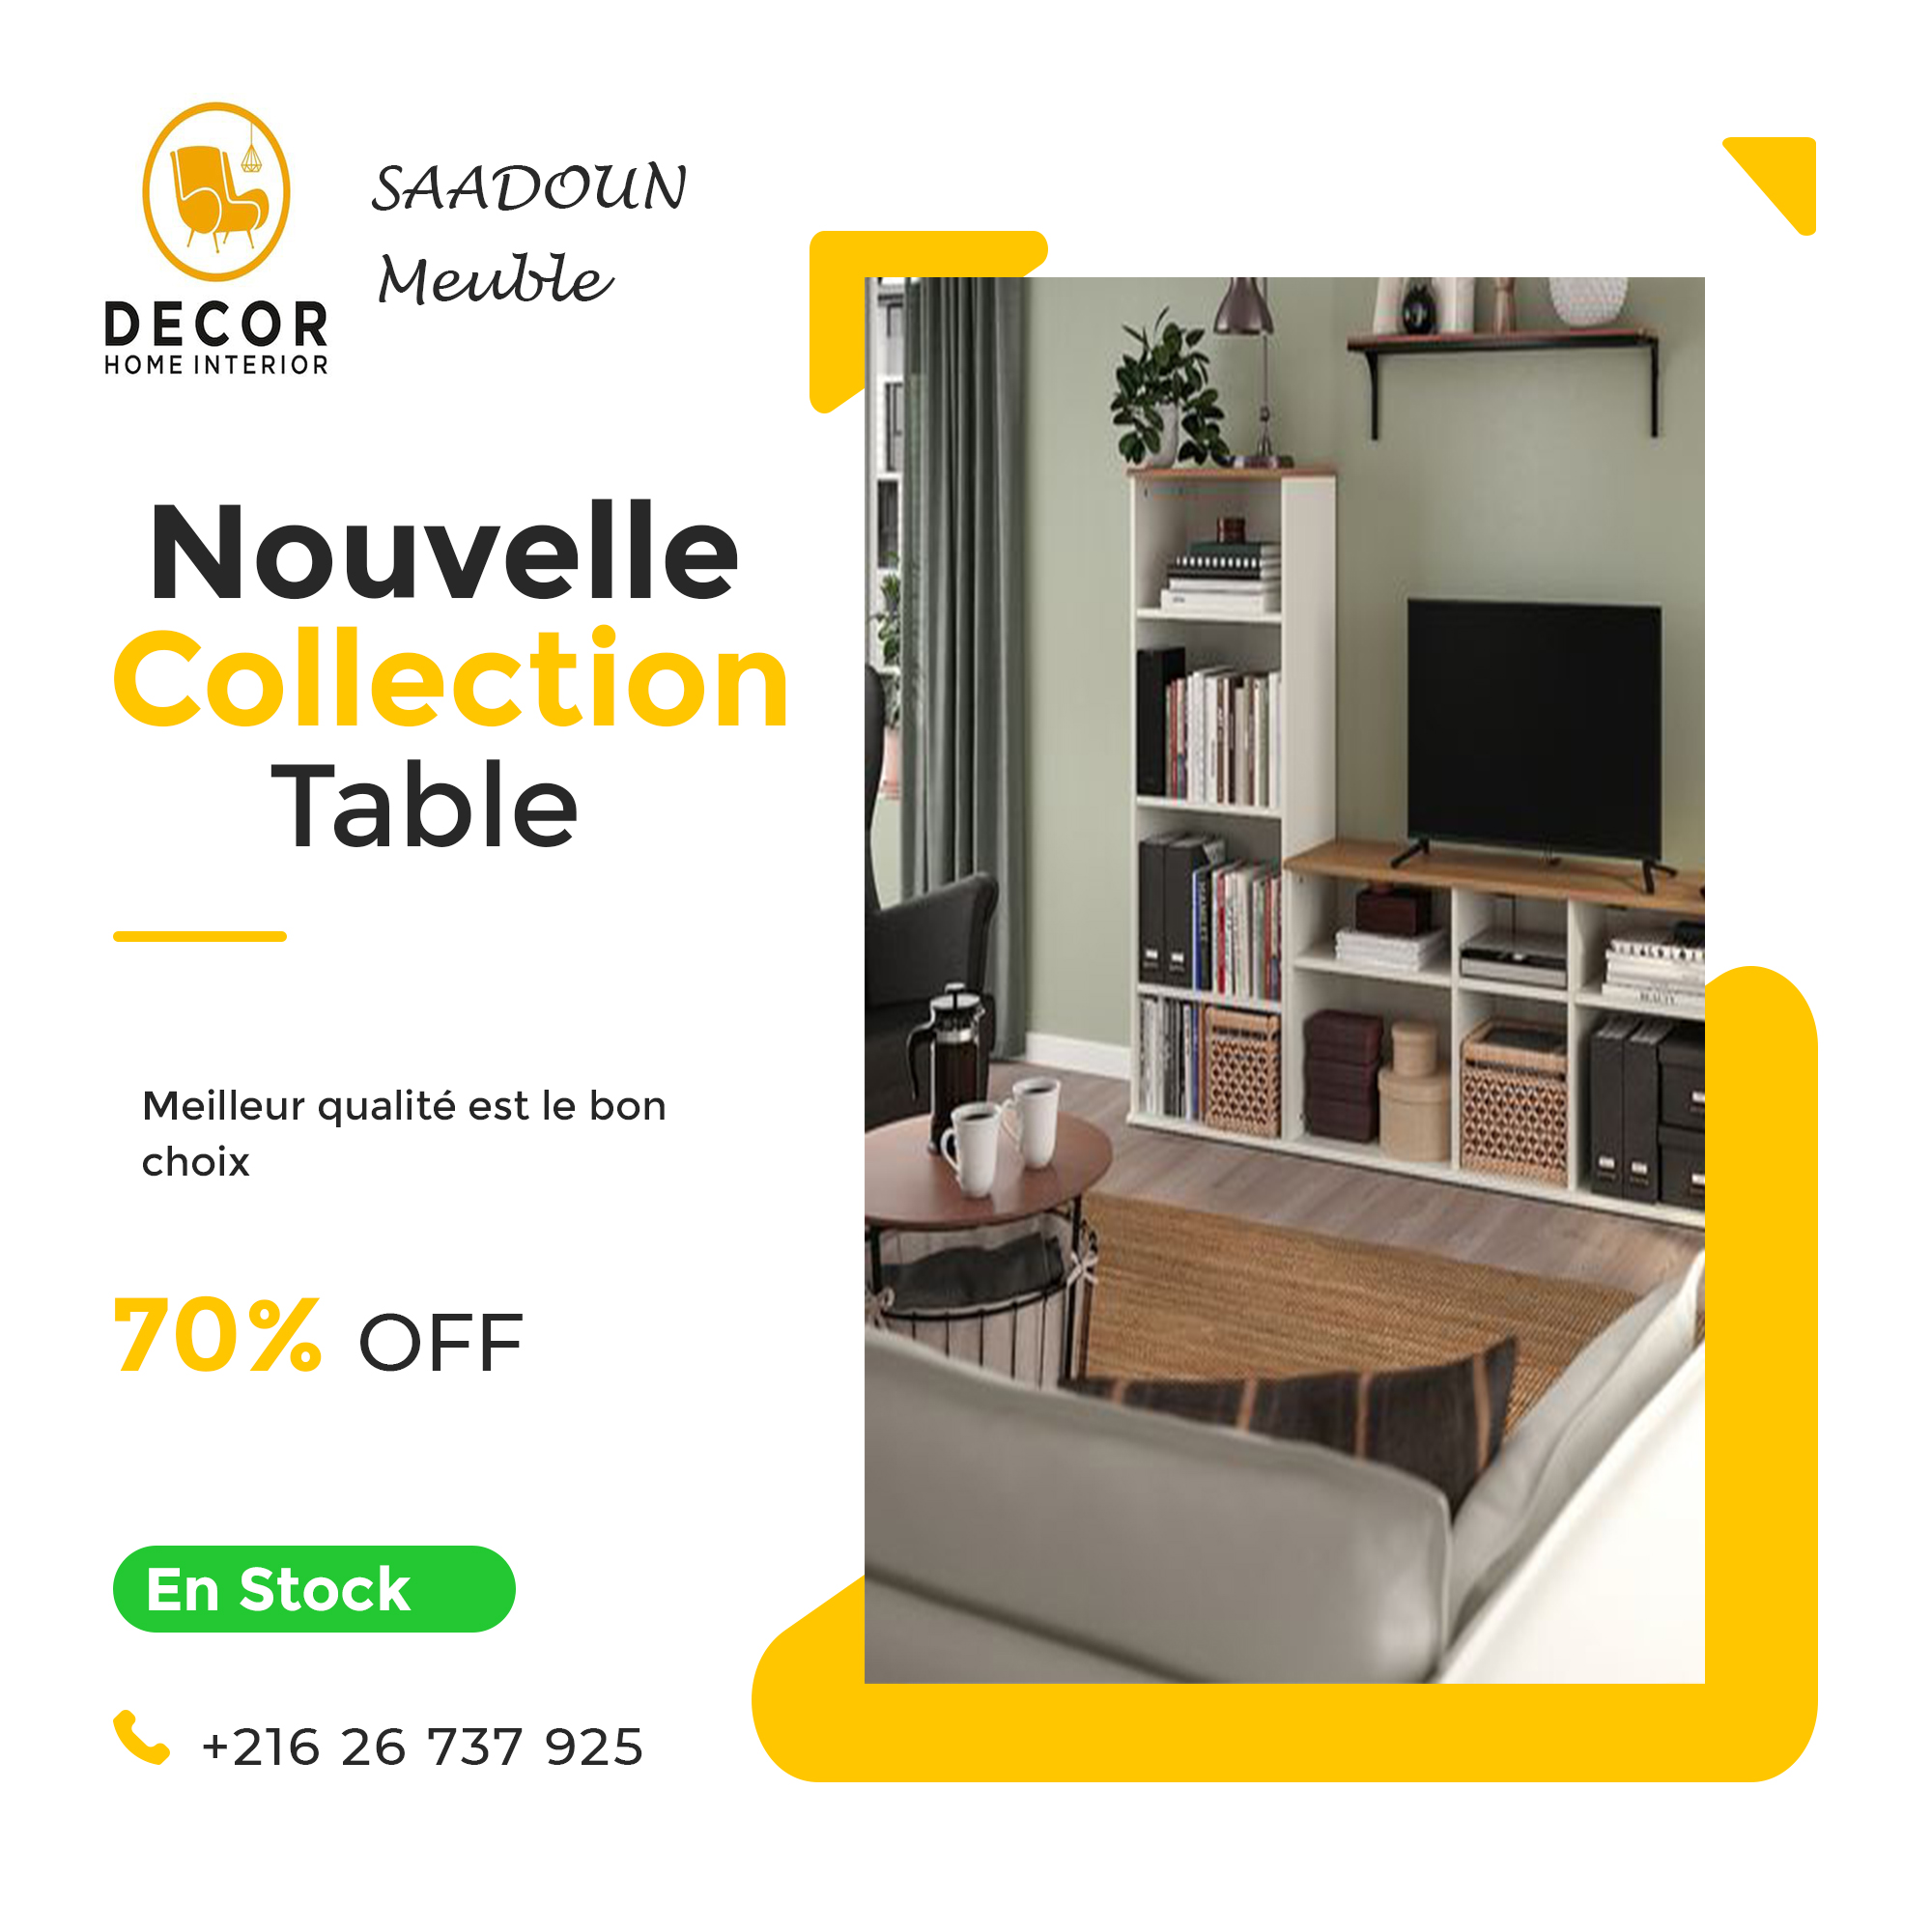 DECOR
HOME INTERIOR
SAADOUN
Meuble
Nouvelle
Collection
Table
Meilleur qualité est le bon
choix
70% OFF
En Stock
+216 26 737 925